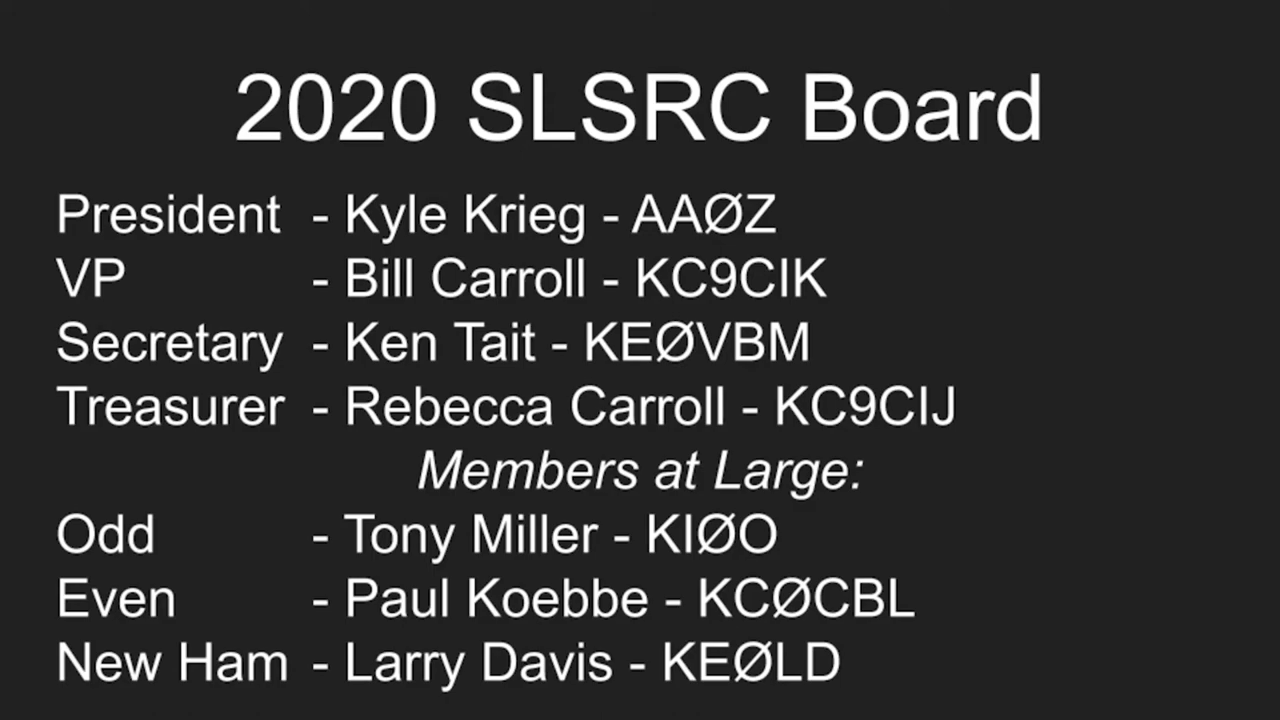 2020 SLSRC Board
President - Kyle Krieg - AAØZ
VP - Bill Carroll - KC9CIK
Secretary - Ken Tait - KEØVBM
Treasurer - Rebecca Carroll - KC9CIJ
Members at Large:
Odd - Tony Miller - KIØO
Even - Paul Koebbe - KCØCBL
New Ham - Larry Davis - KEØLD